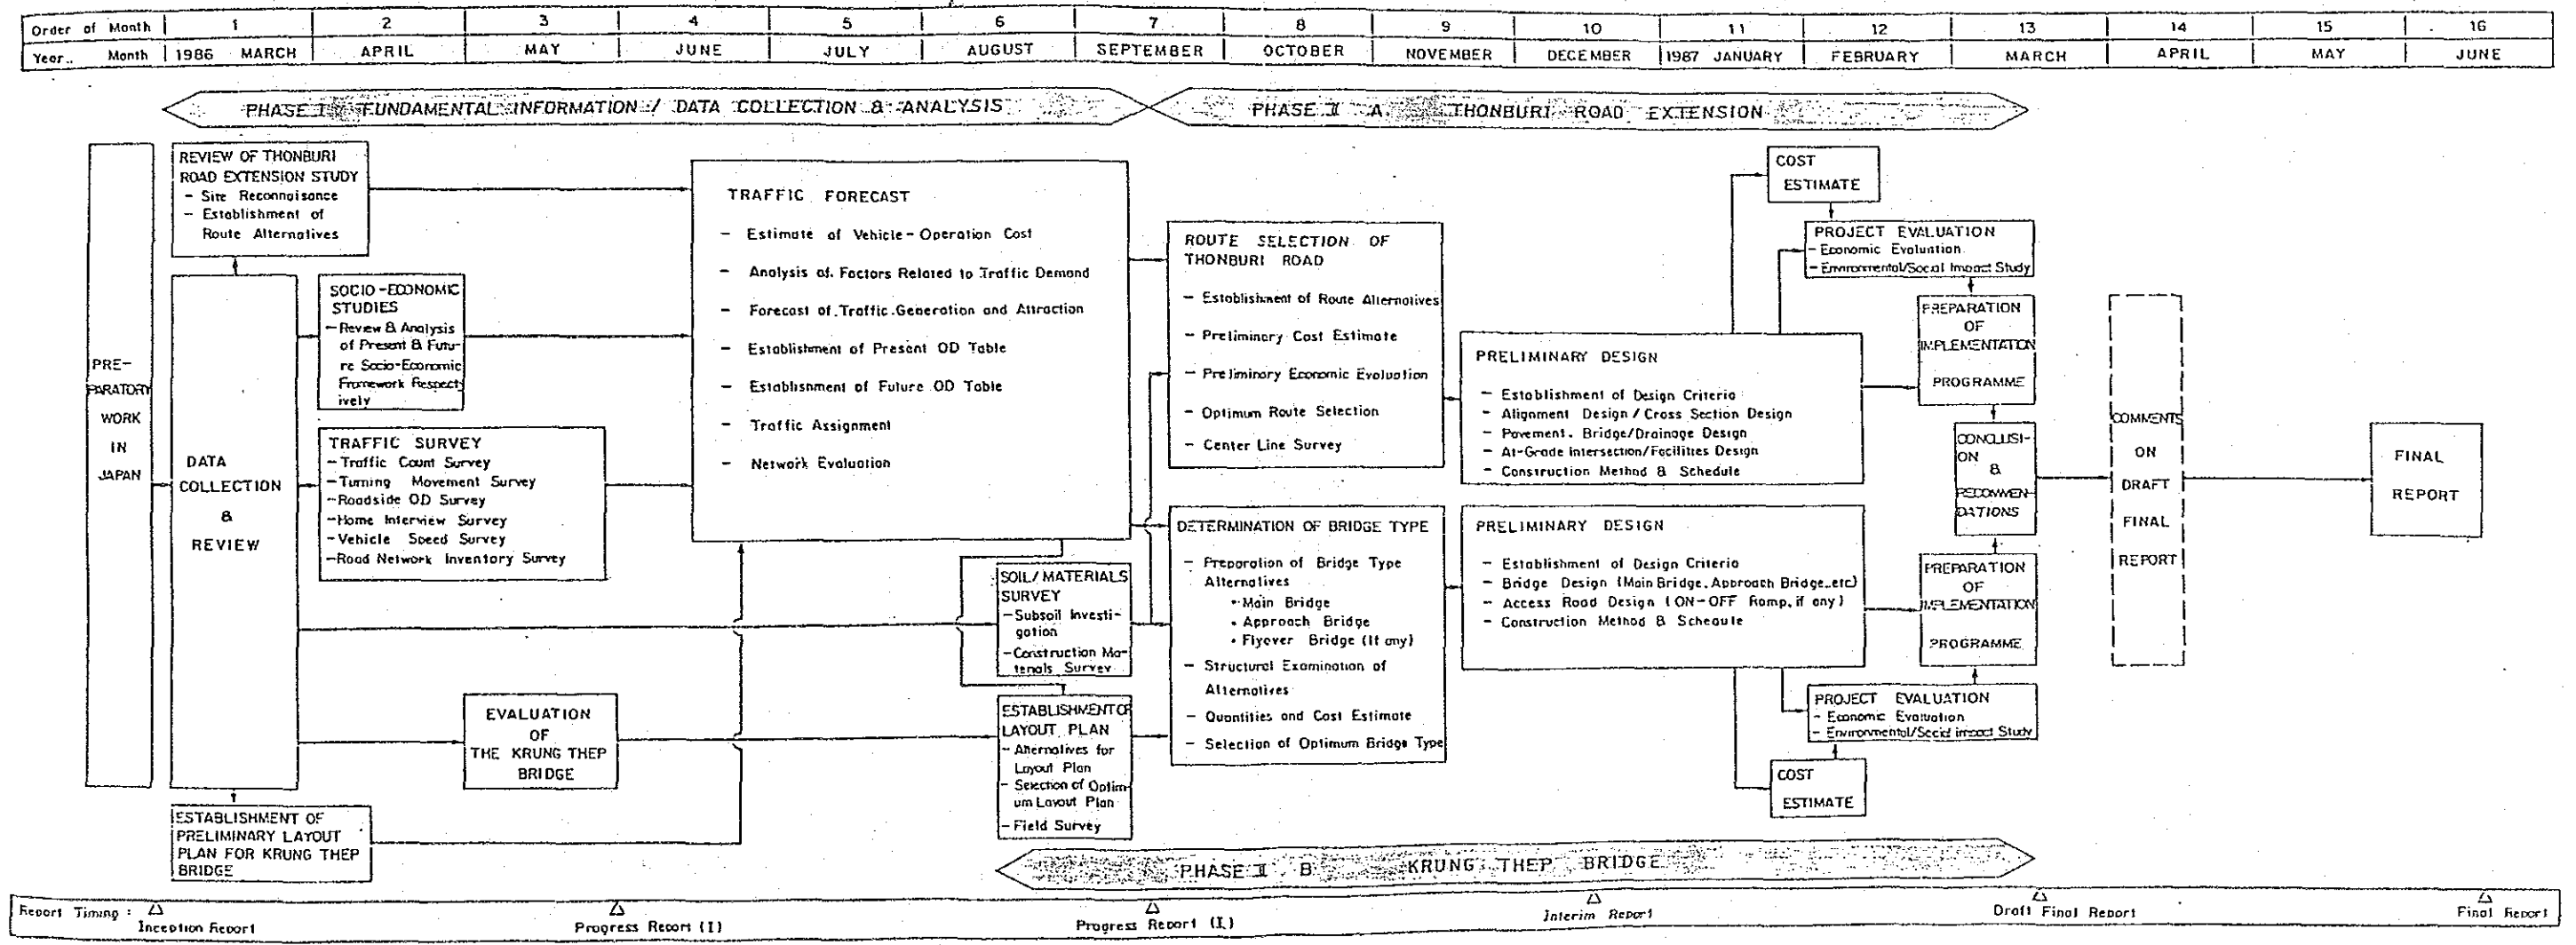 Order of Month 1 2 3 4 5 6 7 8 9 10 11 12 13 14 15 16
Year.. Month 1986 MARCH APRIL MAY JUNE JULY AUGUST SEPTEMBER OCTOBER NOVEMBER DECEMBER 1987 JANUARY FEBRUARY MARCH APRIL MAY JUNE
PHASE I FUNDAMENTAL INFORMATION / DATA COLLECTION & ANALYSIS
PHASE II A. THONBURI ROAD EXTENSION
PRE-
PARATORY
WORK
IN
JAPAN
REVIEW OF THONBURI
ROAD EXTENSION STUDY
- Site Reconnaisance
- Establishment of
Route Alternatives
DATA
COLLECTION
&
REVIEW
ESTABLISHMENT OF
PRELIMINARY LAYOUT
PLAN FOR KRUNG THEP
BRIDGE
SOCIO-ECONOMIC
STUDIES
- Review & Analysis
of Present & Futu-
re Socio-Economic
Framework Respect-
ively
TRAFFIC SURVEY
- Traffic Count Survey
- Turning Movement Survey
- Roadside OD Survey
- Home Interview Survey
- Vehicle Speed Survey
- Road Network Inventory Survey
EVALUATION
OF
THE KRUNG THEP
BRIDGE
TRAFFIC FORECAST
- Estimate of Vehicle-Operation Cost
- Analysis of Factors Related to Traffic Demand
- Forecast of Traffic Generation and Attraction
- Establishment of Present OD Table
- Establishment of Future OD Table
- Traffic Assignment
- Network Evaluation
SOIL/MATERIALS
SURVEY
- Subsoil Investi-
gation
- Construction Ma-
terials Survey
ESTABLISHMENT OF
LAYOUT PLAN
- Alternatives for
Layout Plan
- Selection of Optim-
um Layout Plan
- Field Survey
ROUTE SELECTION OF
THONBURI ROAD
- Establishment of Route Alternatives
- Preliminary Cost Estimate
- Preliminary Economic Evaluation
- Optimum Route Selection
- Center Line Survey
DETERMINATION OF BRIDGE TYPE
- Preparation of Bridge Type
Alternatives
• Main Bridge
• Approach Bridge
• Flyover Bridge (If any)
- Structural Examination of
Alternatives
- Quantities and Cost Estimate
- Selection of Optimum Bridge Type
PRELIMINARY DESIGN
- Establishment of Design Criteria
- Alignment Design / Cross Section Design
- Pavement, Bridge/Drainage Design
- At-Grade Intersection/Facilities Design
- Construction Method & Schedule
PRELIMINARY DESIGN
- Establishment of Design Criteria
- Bridge Design (Main Bridge, Approach Bridge, etc)
- Access Road Design (ON-OFF Ramp, if any)
- Construction Method & Schedule
COST
ESTIMATE
PROJECT EVALUATION
- Economic Evaluation
- Environmental/Social Impact Study
PREPARATION
OF
IMPLEMENTATION
PROGRAMME
CONCLUSI-
ON
&
RECOMMEN-
DATIONS
PREPARATION
OF
IMPLEMENTATION
PROGRAMME
PROJECT EVALUATION
- Economic Evaluation
- Environmental/Social Impact Study
COST
ESTIMATE
COMMENTS
ON
DRAFT
FINAL
REPORT
FINAL
REPORT
PHASE II B KRUNG THEP BRIDGE
Report Timing :
Inception Report
Progress Report (I)
Progress Report (I)
Interim Report
Draft Final Report
Final Report